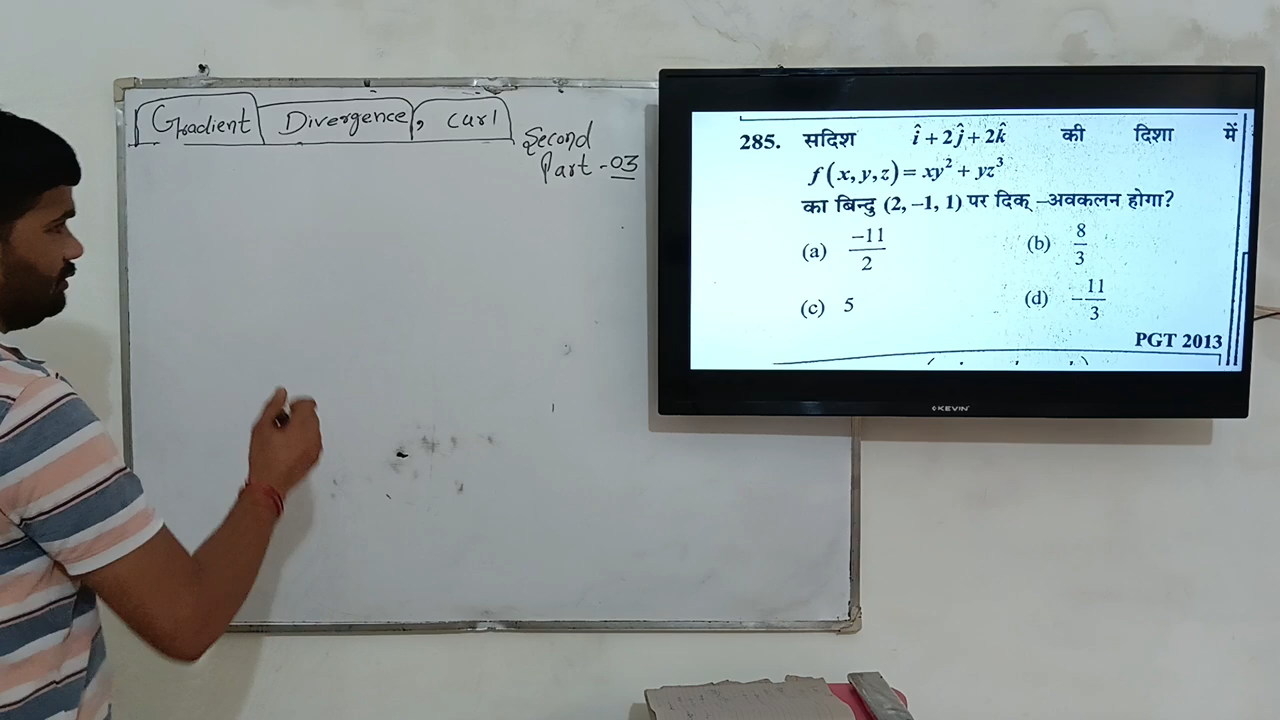 Gradient Divergence, curl
Second
Part - 03
285. सदिश î + 2ĵ + 2k̂ की दिशा में
f(x, y, z) = xy² + yz³
का बिन्दु (2, –1, 1) पर दिक् –अवकलन होगा?
(a) −11/2 (b) 8/3
(c) 5 (d) −11/3
PGT 2013
KEVIN